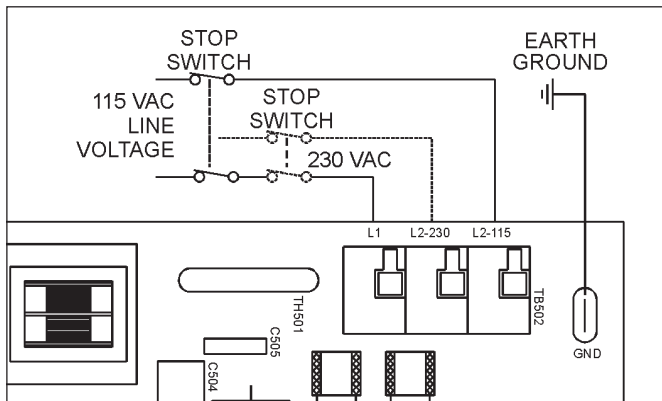 STOP
SWITCH
EARTH
GROUND
115 VAC
LINE
VOLTAGE
STOP
SWITCH
230 VAC
L1
L2-230
L2-115
TH501
TB502
C505
C504
GND